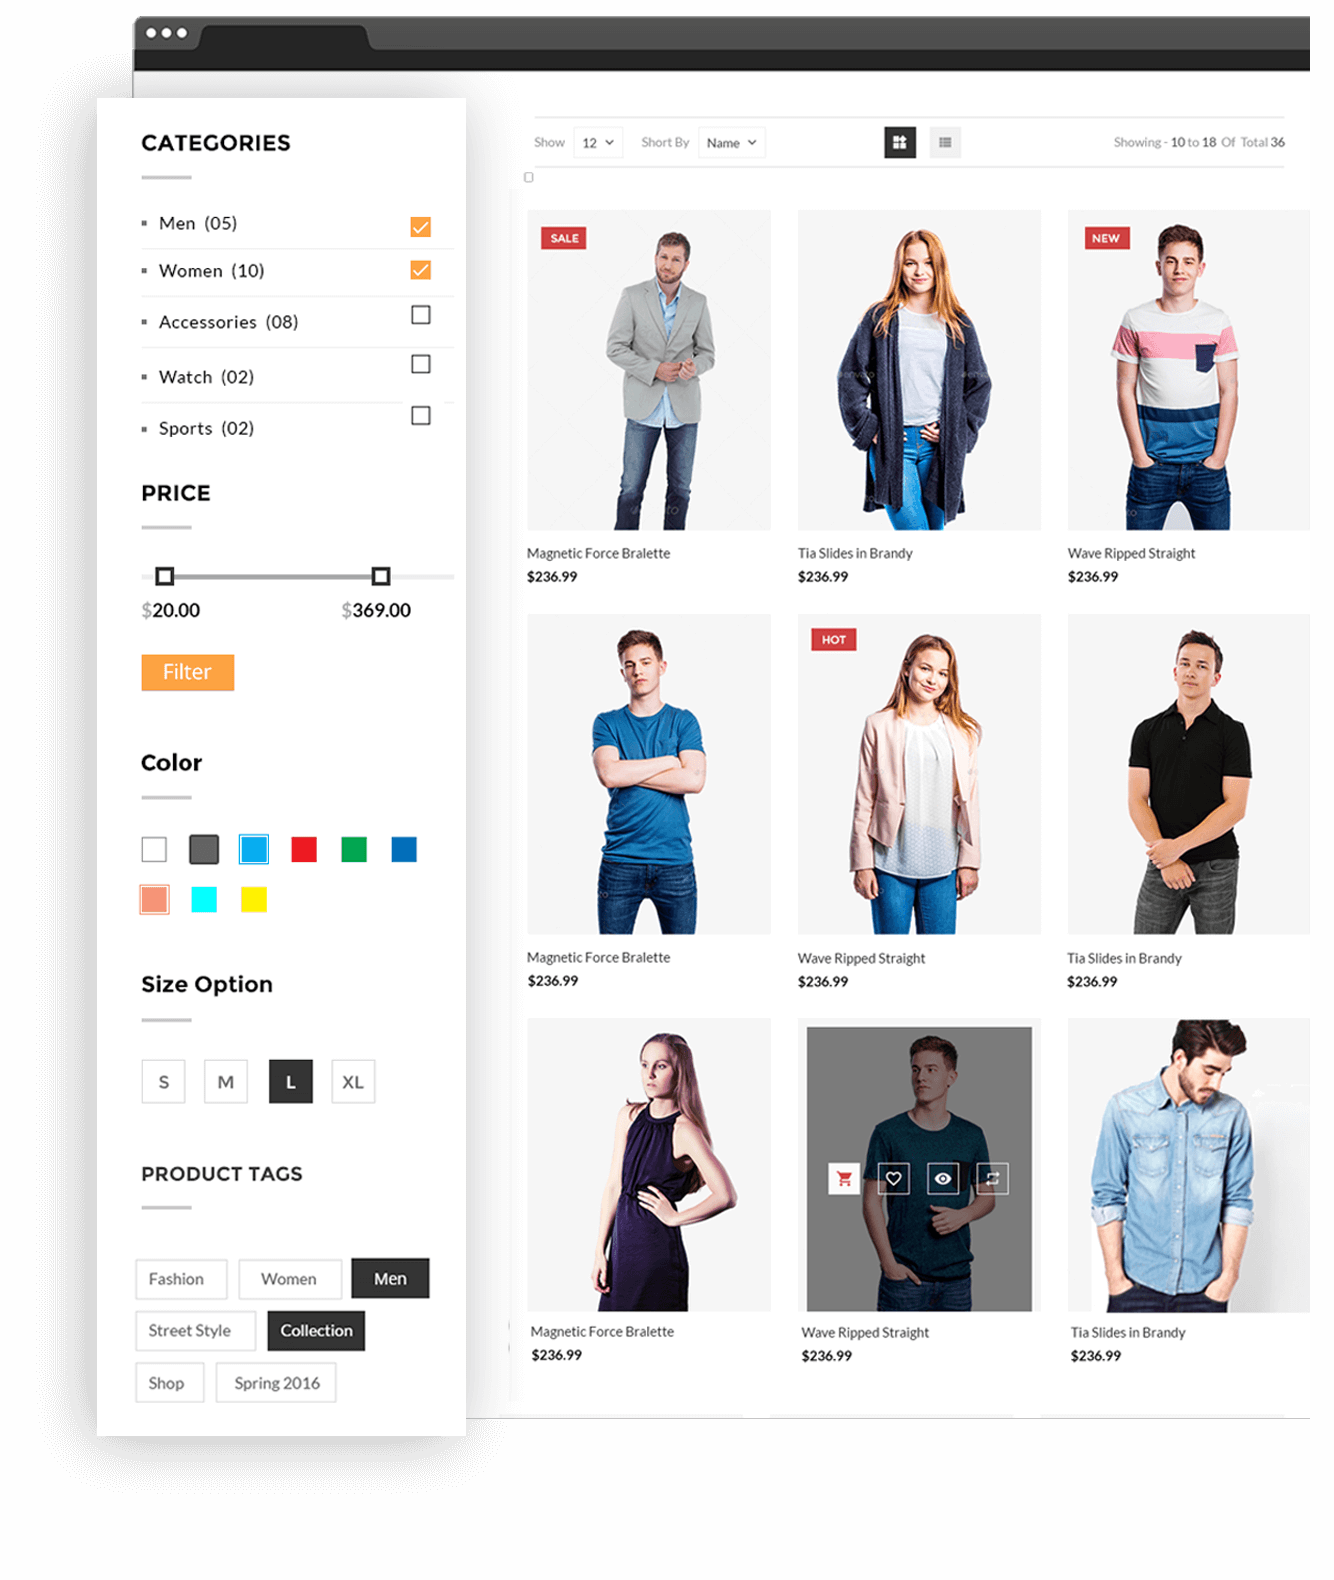 CATEGORIES
Men (05)
Women (10)
Accessories (08)
Watch (02)
Sports (02)
PRICE
$20.00 $369.00
Filter
Color
Size Option
S M L XL
PRODUCT TAGS
Fashion Women Men
Street Style Collection
Shop Spring 2016
Show 12 Short By Name Showing - 10 to 18 Of Total 36
SALE
NEW
Magnetic Force Bralette
$236.99
Tia Slides in Brandy
$236.99
Wave Ripped Straight
$236.99
HOT
Magnetic Force Bralette
$236.99
Wave Ripped Straight
$236.99
Tia Slides in Brandy
$236.99
Magnetic Force Bralette
$236.99
Wave Ripped Straight
$236.99
Tia Slides in Brandy
$236.99